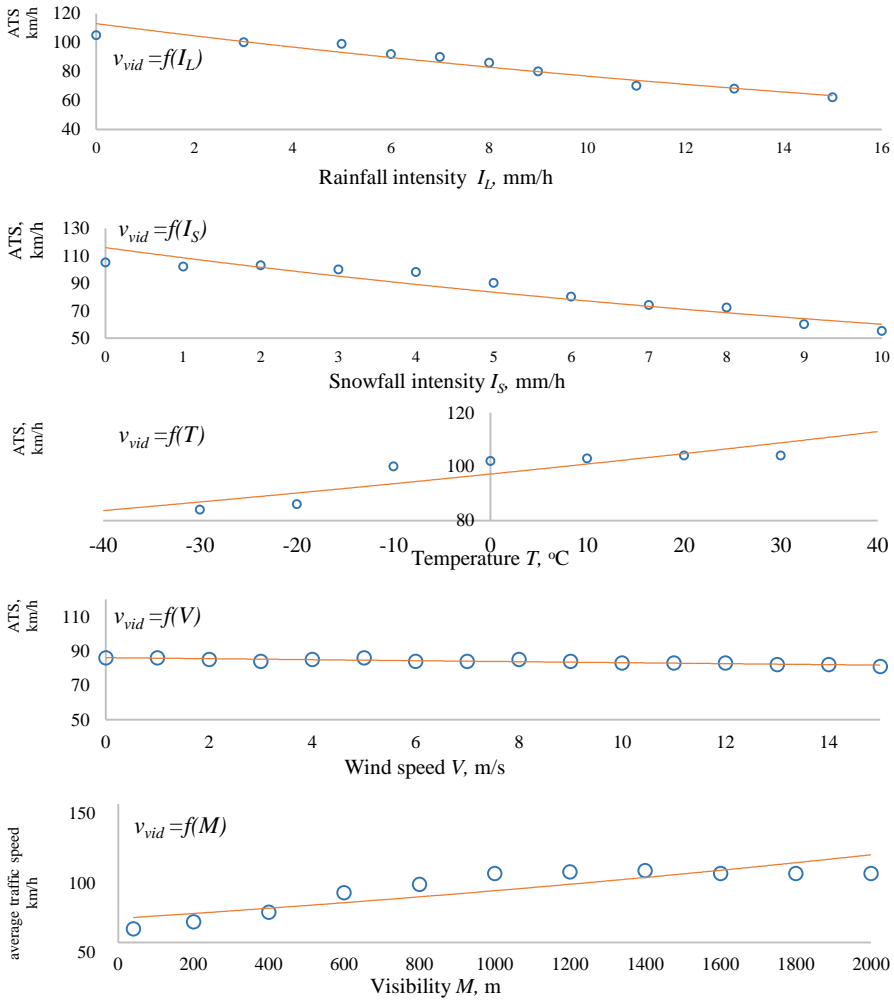 ATS
km/h
120
100
80
60
40
v_vid =f(I_L)
0 2 4 6 8 10 12 14 16
Rainfall intensity I_L, mm/h
ATS,
km/h
130
110
90
70
50
v_vid =f(I_S)
0 1 2 3 4 5 6 7 8 9 10
Snowfall intensity I_S, mm/h
ATS,
km/h
v_vid =f(T)
120
100
80
-40 -30 -20 -10 0 10 20 30 40
Temperature T, °C
ATS,
km/h
110
90
70
50
v_vid =f(V)
0 2 4 6 8 10 12 14
Wind speed V, m/s
average traffic speed
km/h
150
100
50
v_vid =f(M)
0 200 400 600 800 1000 1200 1400 1600 1800 2000
Visibility M, m